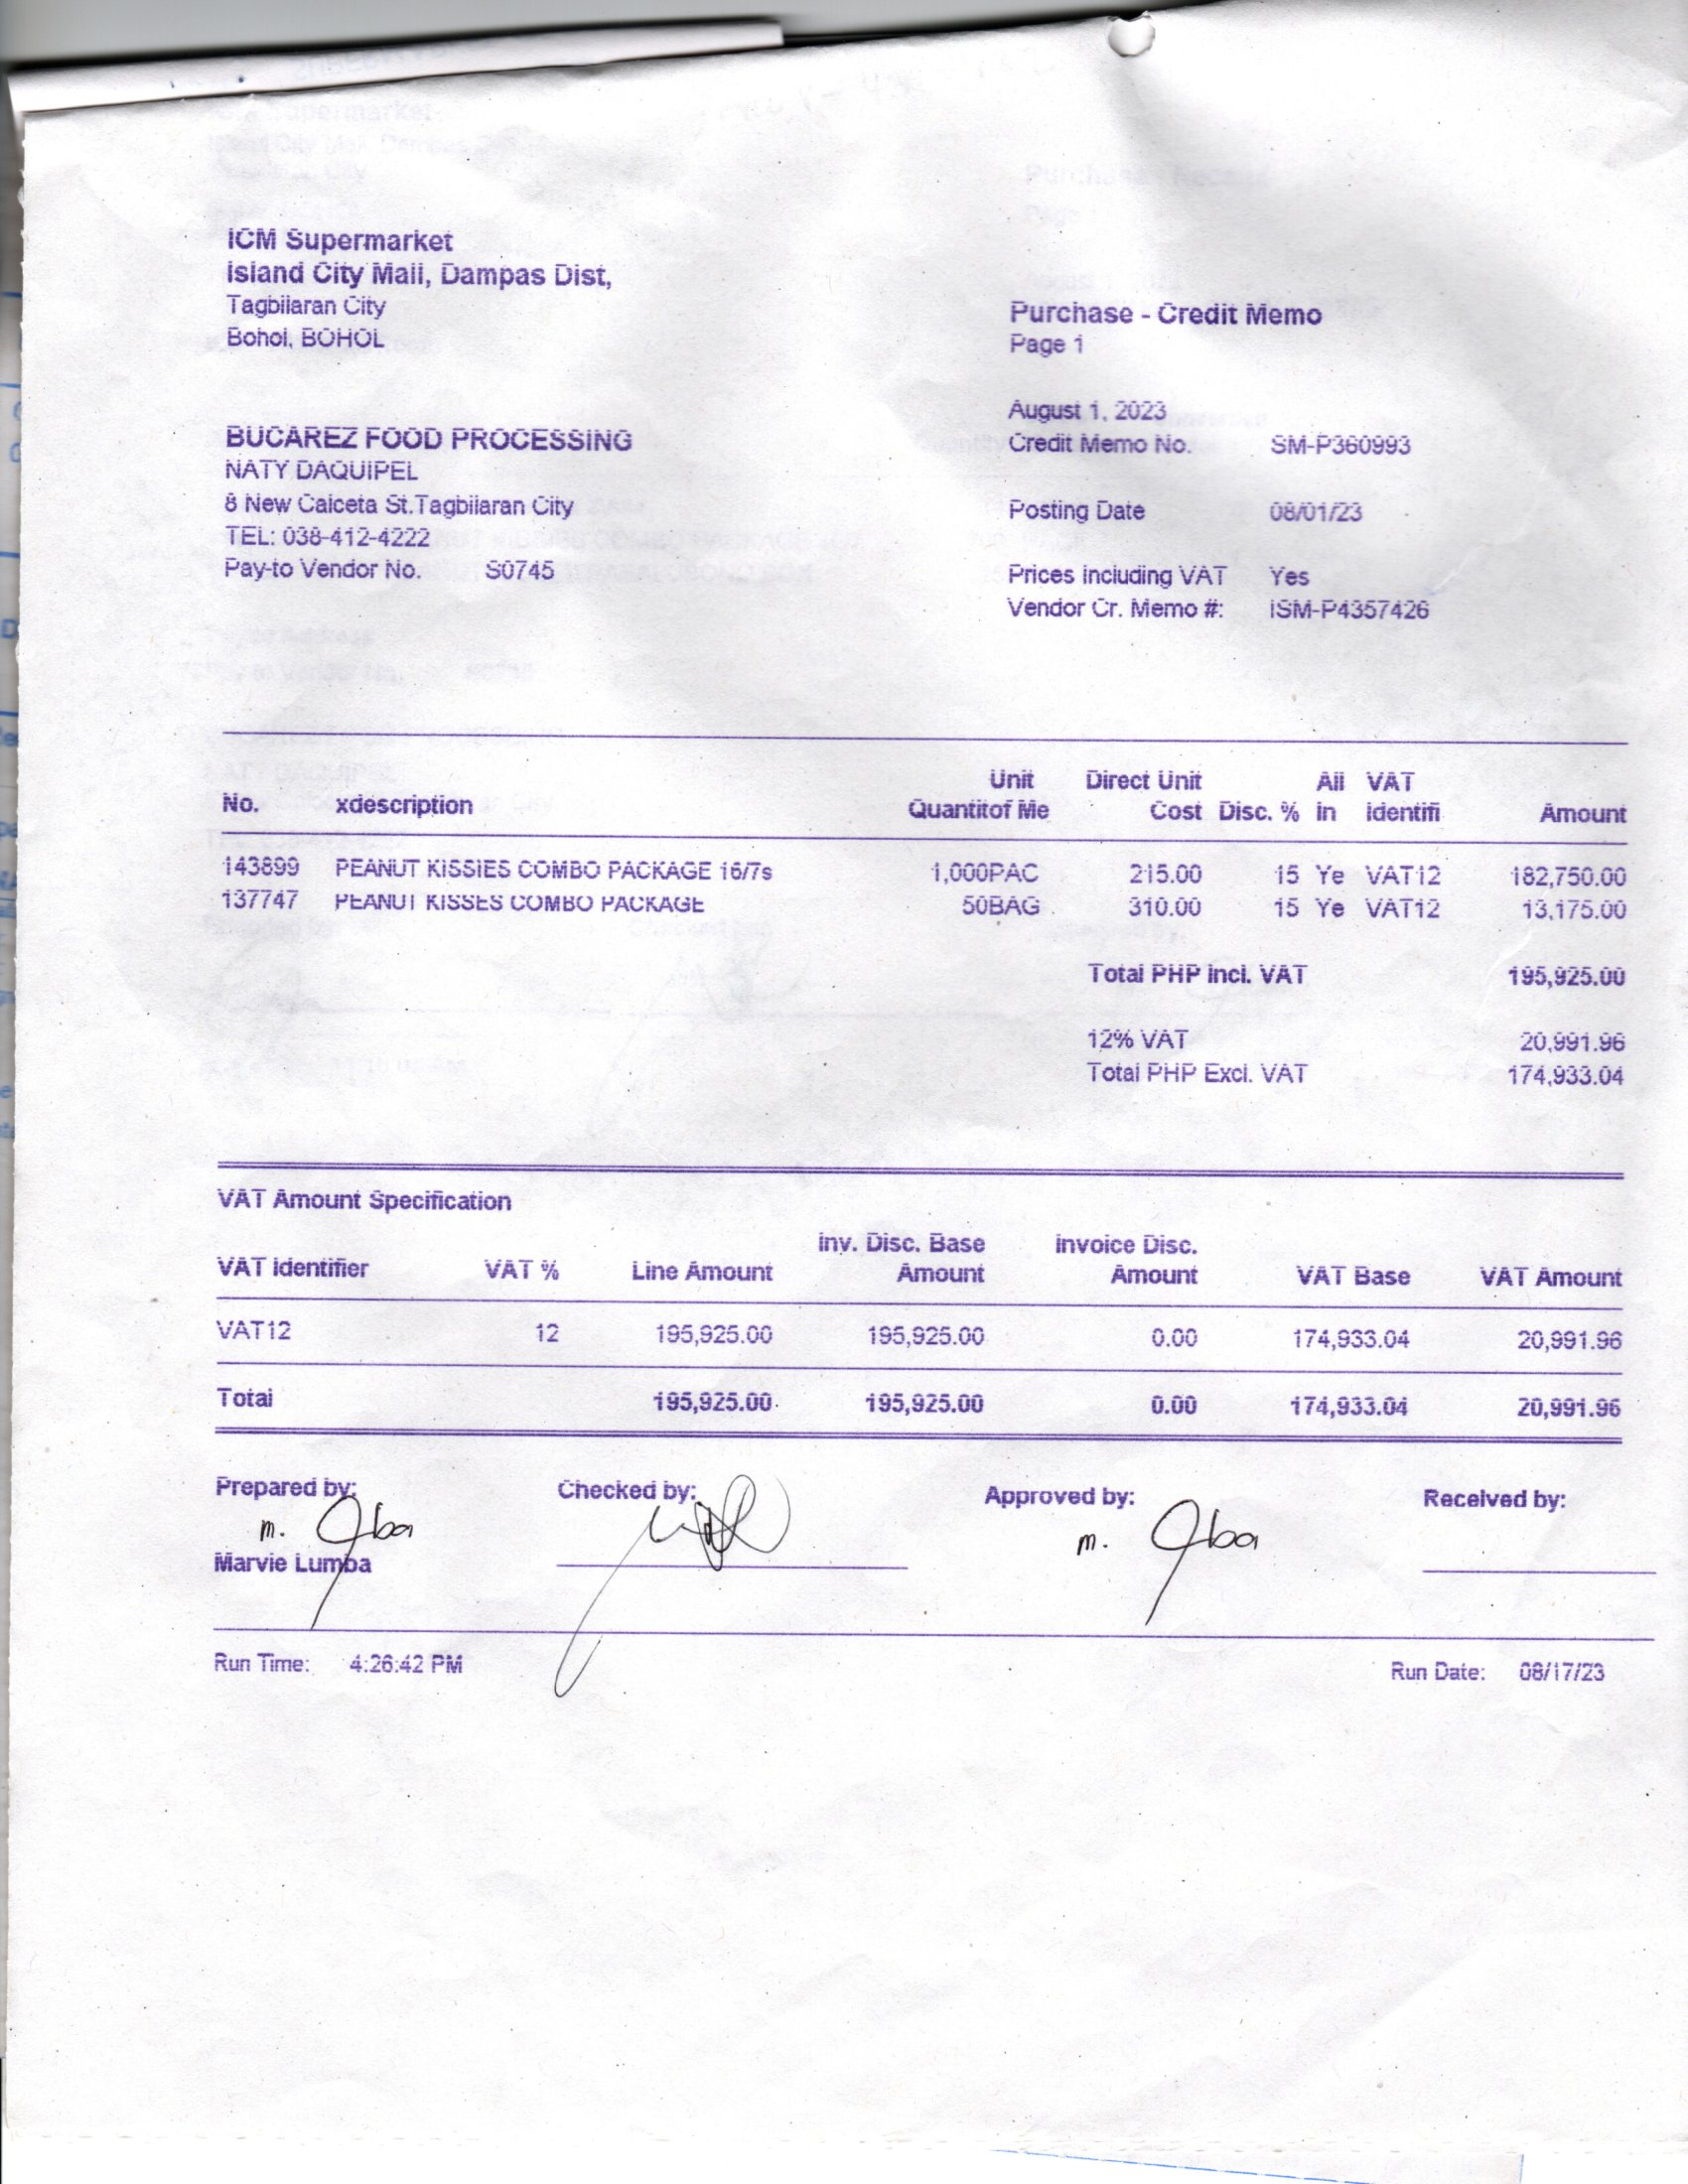 ICM Supermarket
Island City Mall, Dampas Dist,
Tagbilaran City
Bohol, BOHOL
Purchase - Credit Memo
Page 1
August 1, 2023
Credit Memo No. SM-P360993
BUCAREZ FOOD PROCESSING
NATY DAQUIPEL
8 New Calceta St.Tagbilaran City
TEL: 038-412-4222
Pay-to Vendor No. S0745
Posting Date 08/01/23
Prices including VAT Yes
Vendor Cr. Memo #: ISM-P4357426
Unit Direct Unit All VAT
No. xdescription Quantitof Me Cost Disc. % in Identifi Amount
143899 PEANUT KISSIES COMBO PACKAGE 16/7s 1,000PAC 215.00 15 Ye VAT12 182,750.00
137747 PEANUT KISSES COMBO PACKAGE 50BAG 310.00 15 Ye VAT12 13,175.00
Total PHP incl. VAT 195,925.00
12% VAT 20,991.96
Total PHP Excl. VAT 174,933.04
VAT Amount Specification
Inv. Disc. Base Invoice Disc.
VAT Identifier VAT % Line Amount Amount Amount VAT Base VAT Amount
VAT12 12 195,925.00 195,925.00 0.00 174,933.04 20,991.96
Total 195,925.00 195,925.00 0.00 174,933.04 20,991.96
Prepared by: Checked by: Approved by: Received by:
Marvie Lumba
Run Time: 4:26:42 PM Run Date: 08/17/23